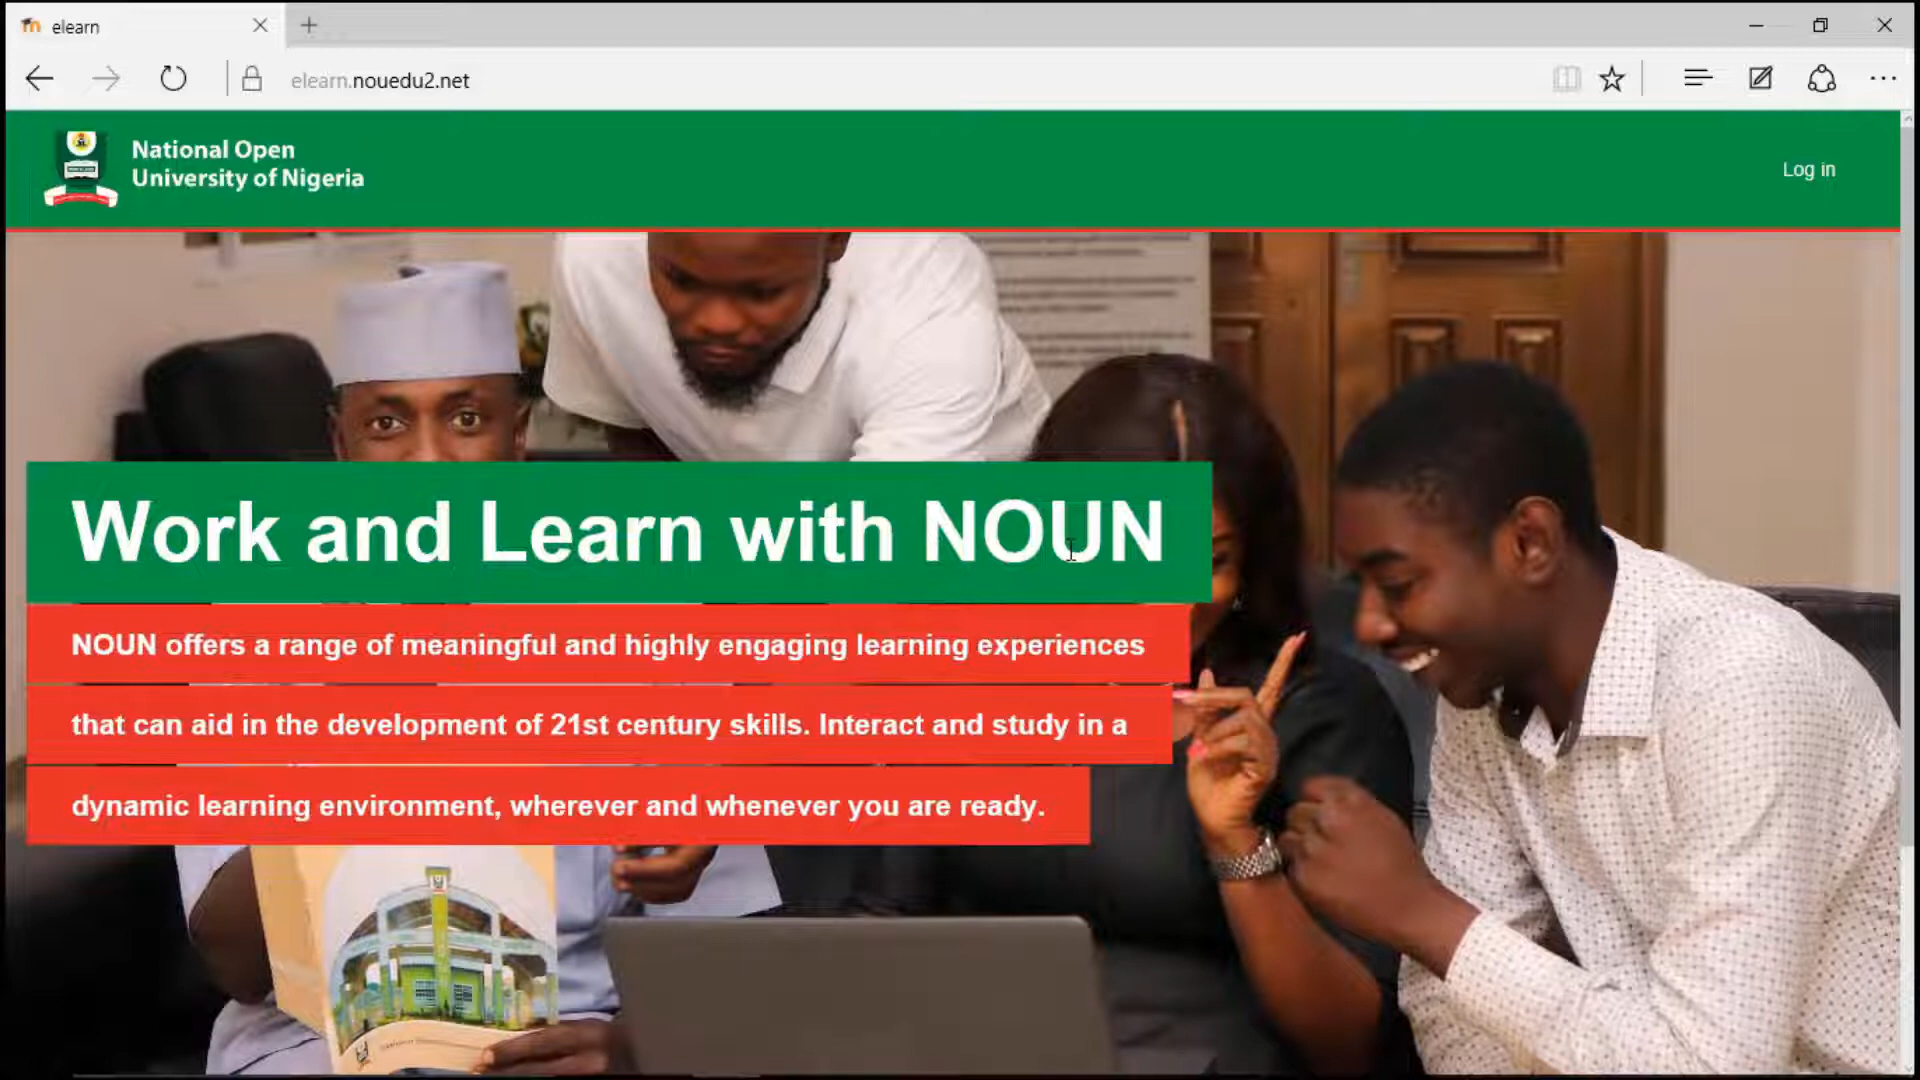 elearn
elearn.nouedu2.net
National Open
University of Nigeria
Log in
Work and Learn with NOUN
NOUN offers a range of meaningful and highly engaging learning experiences
that can aid in the development of 21st century skills. Interact and study in a
dynamic learning environment, wherever and whenever you are ready.